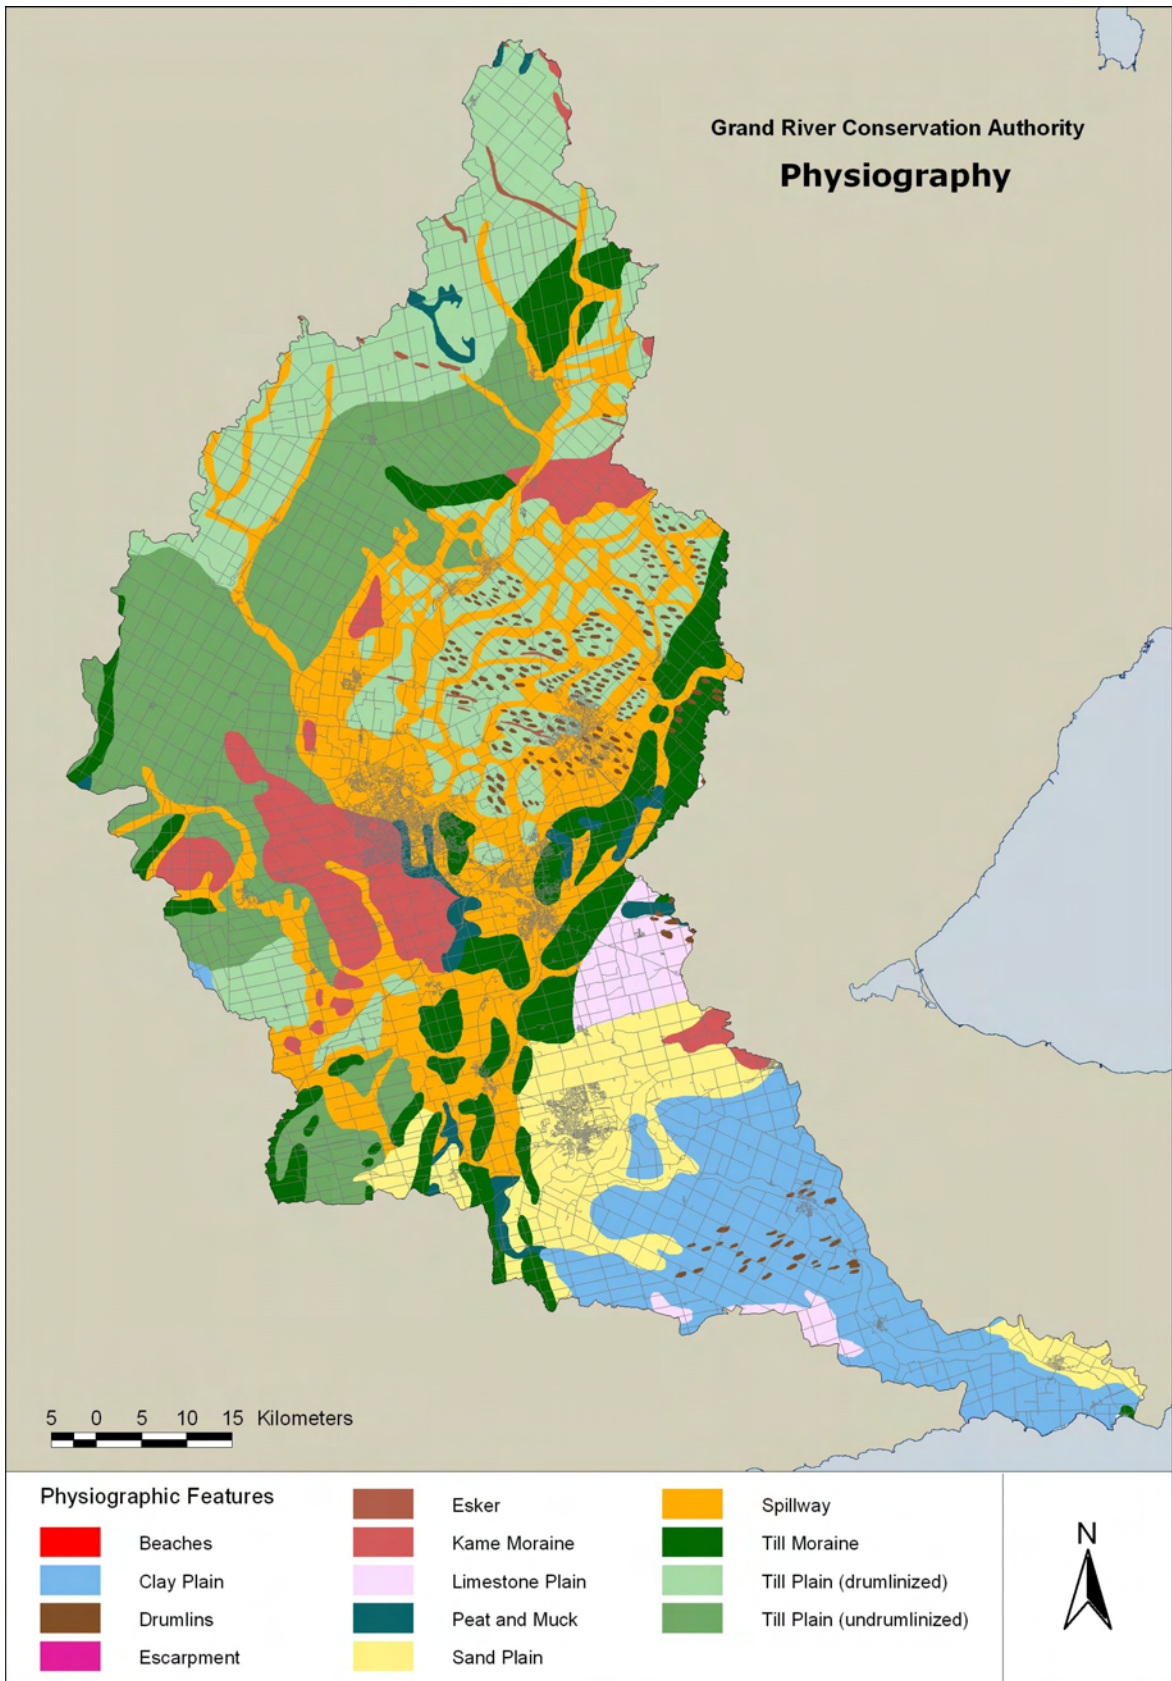 Grand River Conservation Authority
Physiography
5 0 5 10 15 Kilometers
Physiographic Features
Beaches
Clay Plain
Drumlins
Escarpment
Esker
Kame Moraine
Limestone Plain
Peat and Muck
Sand Plain
Spillway
Till Moraine
Till Plain (drumlinized)
Till Plain (undrumlinized)
N